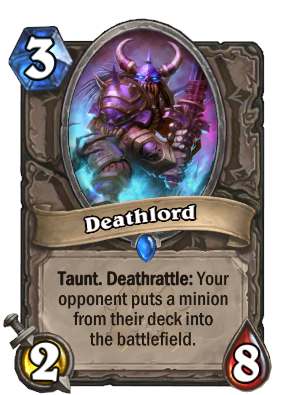 3
Deathlord
Taunt. Deathrattle: Your
opponent puts a minion
from their deck into
the battlefield.
2
8